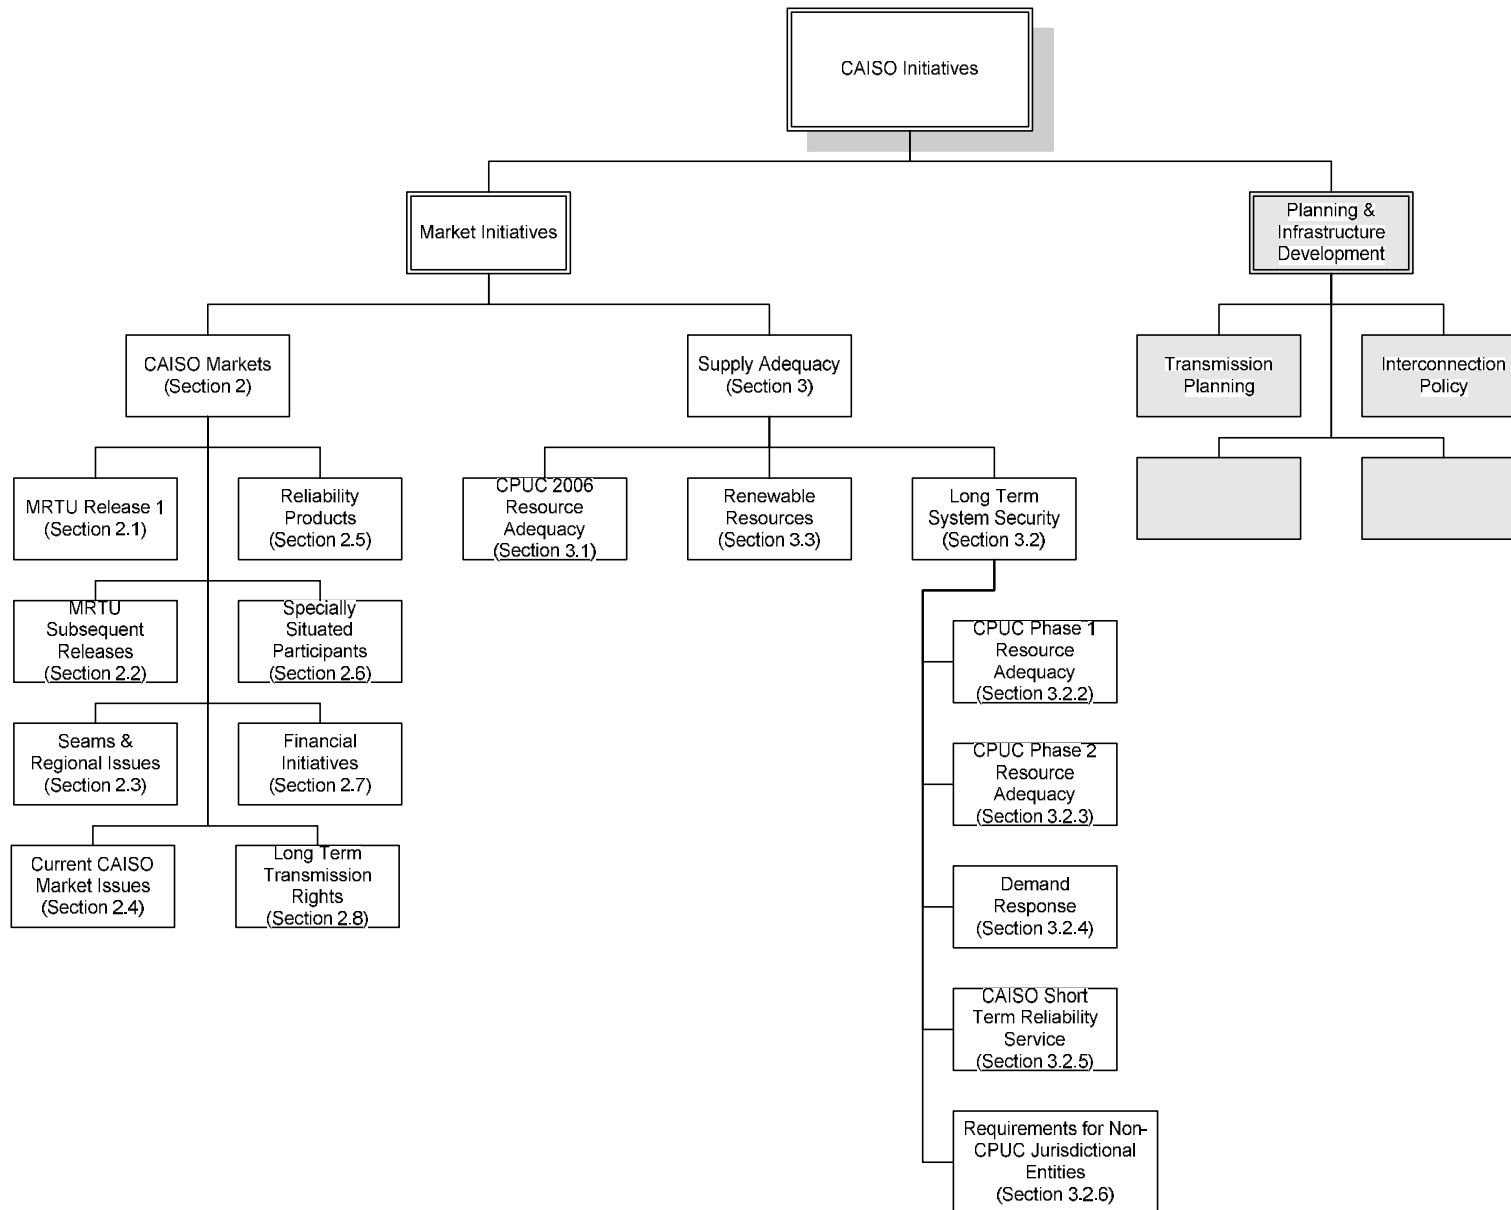 CAISO Initiatives
Market Initiatives
Planning &
Infrastructure
Development
CAISO Markets
(Section 2)
Supply Adequacy
(Section 3)
Transmission
Planning
Interconnection
Policy
MRTU Release 1
(Section 2.1)
Reliability
Products
(Section 2.5)
CPUC 2006
Resource
Adequacy
(Section 3.1)
Renewable
Resources
(Section 3.3)
Long Term
System Security
(Section 3.2)
MRTU
Subsequent
Releases
(Section 2.2)
Specially
Situated
Participants
(Section 2.6)
CPUC Phase 1
Resource
Adequacy
(Section 3.2.2)
Seams &
Regional Issues
(Section 2.3)
Financial
Initiatives
(Section 2.7)
CPUC Phase 2
Resource
Adequacy
(Section 3.2.3)
Current CAISO
Market Issues
(Section 2.4)
Long Term
Transmission
Rights
(Section 2.8)
Demand
Response
(Section 3.2.4)
CAISO Short
Term Reliability
Service
(Section 3.2.5)
Requirements for Non-
CPUC Jurisdictional
Entities
(Section 3.2.6)